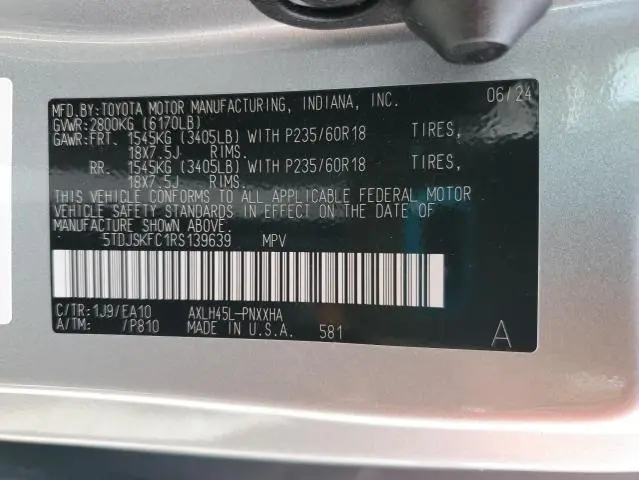 MFD.BY:TOYOTA MOTOR MANUFACTURING, INDIANA, INC. 06/24
GVWR:2800KG (6170LB)
GAWR:FRT. 1545KG (3405LB) WITH P235/60R18 TIRES,
18X7.5J RIMS.
RR. 1545KG (3405LB) WITH P235/60R18 TIRES,
18X7.5J RIMS.
THIS VEHICLE CONFORMS TO ALL APPLICABLE FEDERAL MOTOR
VEHICLE SAFETY STANDARDS IN EFFECT ON THE DATE OF
MANUFACTURE SHOWN ABOVE.
5TDJSKFC1RS139639 MPV
C/TR:1J9/EA10 AXLH45L-PNXXHA
A/TM: /P810 MADE IN U.S.A. 581 A